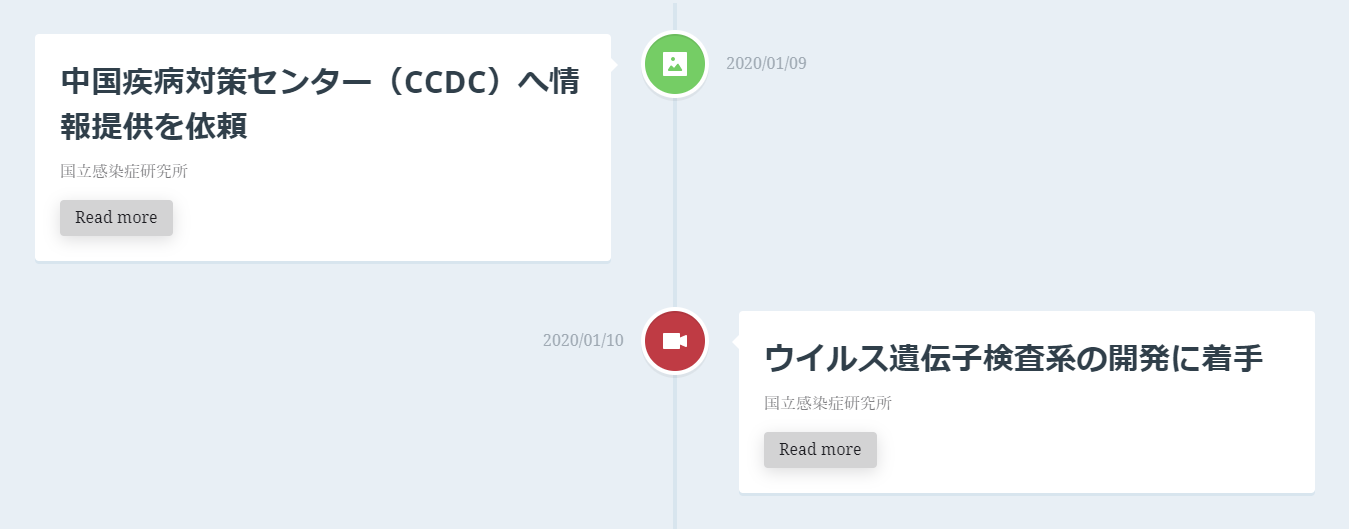 中国疾病対策センター（CCDC）へ情
報提供を依頼
国立感染症研究所
Read more
2020/01/09
2020/01/10
ウイルス遺伝子検査系の開発に着手
国立感染症研究所
Read more